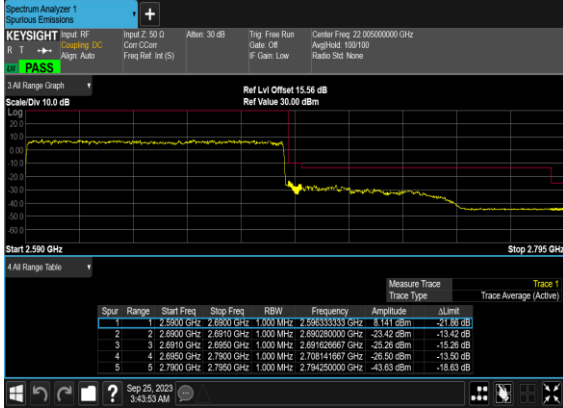 Spectrum Analyzer 1
Spurious Emissions
+
KEYSIGHT Input: RF Input Z: 50 Ω Atten: 30 dB Trig: Free Run Center Freq: 22.005000000 GHz
R T Coupling: DC Corr CCorr Gate: Off Avg|Hold: 100/100
Align: Auto Freq Ref: Int (S) IF Gain: Low Radio Std: None
PASS
3 All Range Graph
Ref Lvl Offset 15.56 dB
Scale/Div 10.0 dB Ref Value 30.00 dBm
Log
20.0
10.0
0.00
-10.0
-20.0
-30.0
-40.0
-50.0
-60.0
Start 2.590 GHz Stop 2.795 GHz
4 All Range Table
Measure Trace Trace 1
Trace Type Trace Average (Active)
Spur Range Start Freq Stop Freq RBW Frequency Amplitude ΔLimit
1 1 2.5900 GHz 2.6900 GHz 1.000 MHz 2.596333333 GHz 8.141 dBm -21.86 dB
2 2 2.6900 GHz 2.6910 GHz 1.000 MHz 2.690280000 GHz -23.42 dBm -13.42 dB
3 3 2.6910 GHz 2.6950 GHz 1.000 MHz 2.691626667 GHz -25.26 dBm -15.26 dB
4 4 2.6950 GHz 2.7900 GHz 1.000 MHz 2.708141667 GHz -26.50 dBm -13.50 dB
5 5 2.7900 GHz 2.7950 GHz 1.000 MHz 2.794250000 GHz -43.63 dBm -18.63 dB
?
Sep 25, 2023
3:43:53 AM